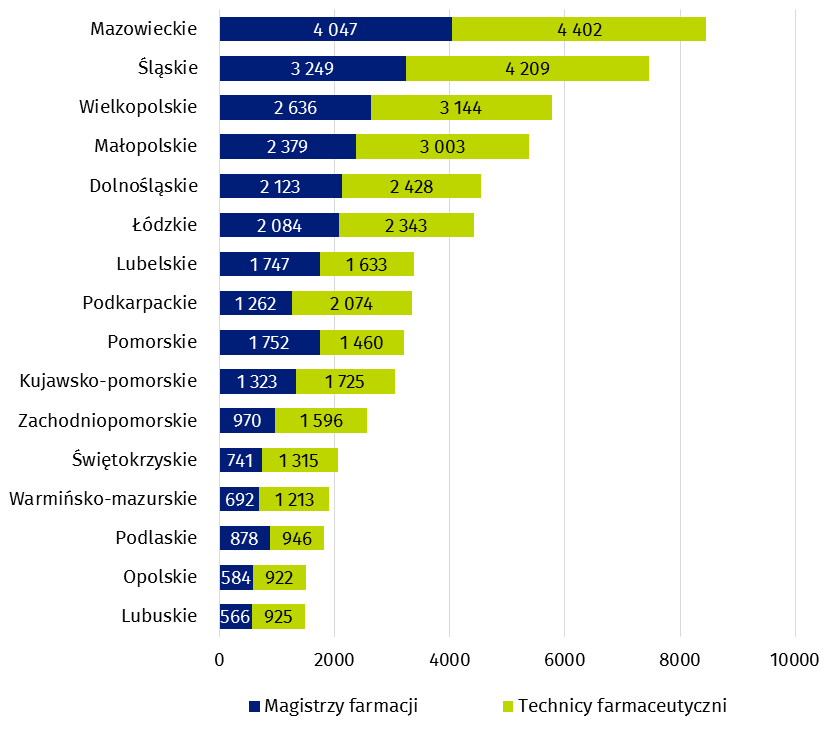 Mazowieckie 4 047 4 402
Śląskie 3 249 4 209
Wielkopolskie 2 636 3 144
Małopolskie 2 379 3 003
Dolnośląskie 2 123 2 428
Łódzkie 2 084 2 343
Lubelskie 1 747 1 633
Podkarpackie 1 262 2 074
Pomorskie 1 752 1 460
Kujawsko-pomorskie 1 323 1 725
Zachodniopomorskie 970 1 596
Świętokrzyskie 741 1 315
Warmińsko-mazurskie 692 1 213
Podlaskie 878 946
Opolskie 584 922
Lubuskie 566 925
0 2000 4000 6000 8000 10000
Magistrzy farmacji Technicy farmaceutyczni